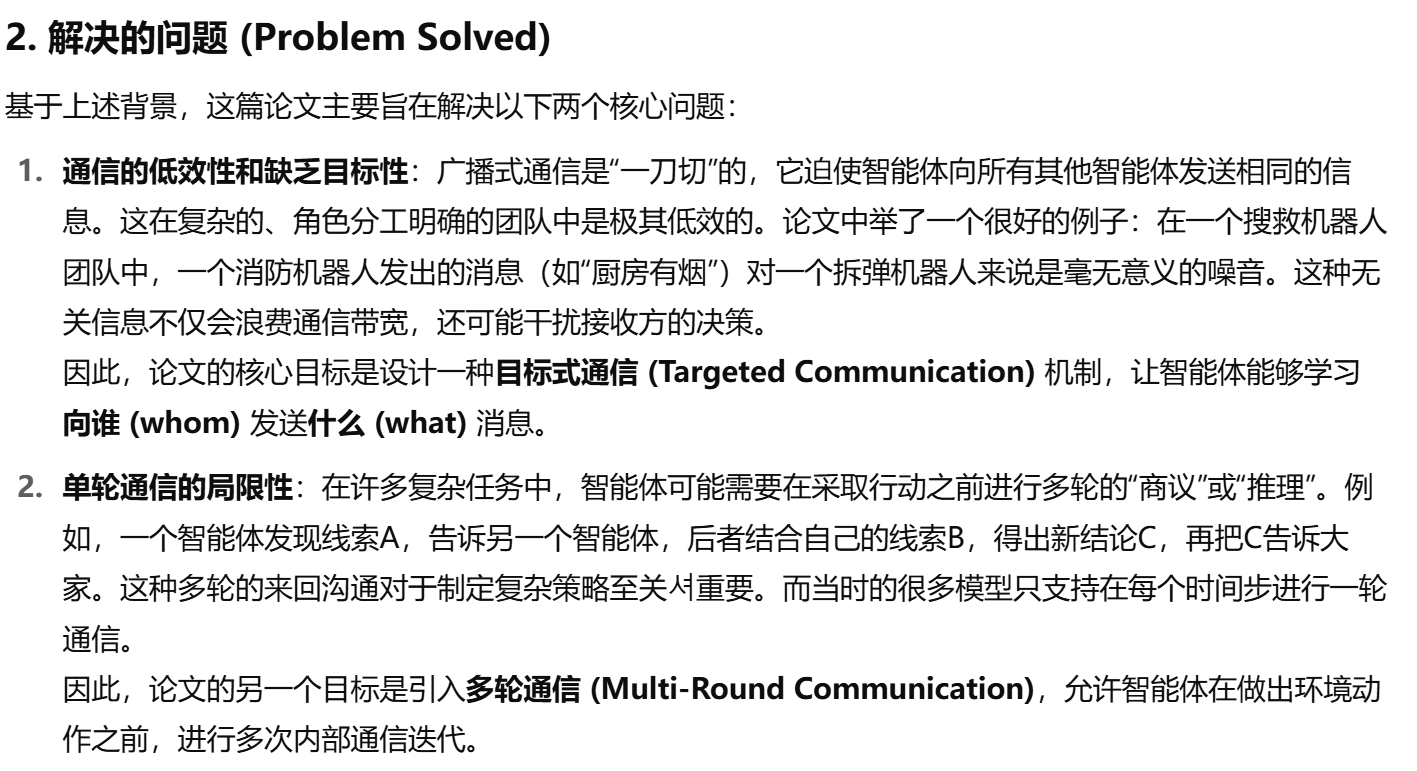 2. 解决的问题 (Problem Solved)
基于上述背景，这篇论文主要旨在解决以下两个核心问题：
1. 通信的低效性和缺乏目标性：广播式通信是“一刀切”的，它迫使智能体向所有其他智能体发送相同的信
息。这在复杂的、角色分工明确的团队中是极其低效的。论文中举了一个很好的例子：在一个搜救机器人
团队中，一个消防机器人发出的消息（如“厨房有烟”）对一个拆弹机器人来说是毫无意义的噪音。这种无
关信息不仅会浪费通信带宽，还可能干扰接收方的决策。
因此，论文的核心目标是设计一种目标式通信 (Targeted Communication) 机制，让智能体能够学习
向谁 (whom) 发送什么 (what) 消息。
2. 单轮通信的局限性：在许多复杂任务中，智能体可能需要在采取行动之前进行多轮的“商议”或“推理”。例
如，一个智能体发现线索A，告诉另一个智能体，后者结合自己的线索B，得出新结论C，再把C告诉大
家。这种多轮的来回沟通对于制定复杂策略至关서重要。而当时的很多模型只支持在每个时间步进行一轮
通信。
因此，论文的另一个目标是引入多轮通信 (Multi-Round Communication)，允许智能体在做出环境动
作之前，进行多次内部通信迭代。